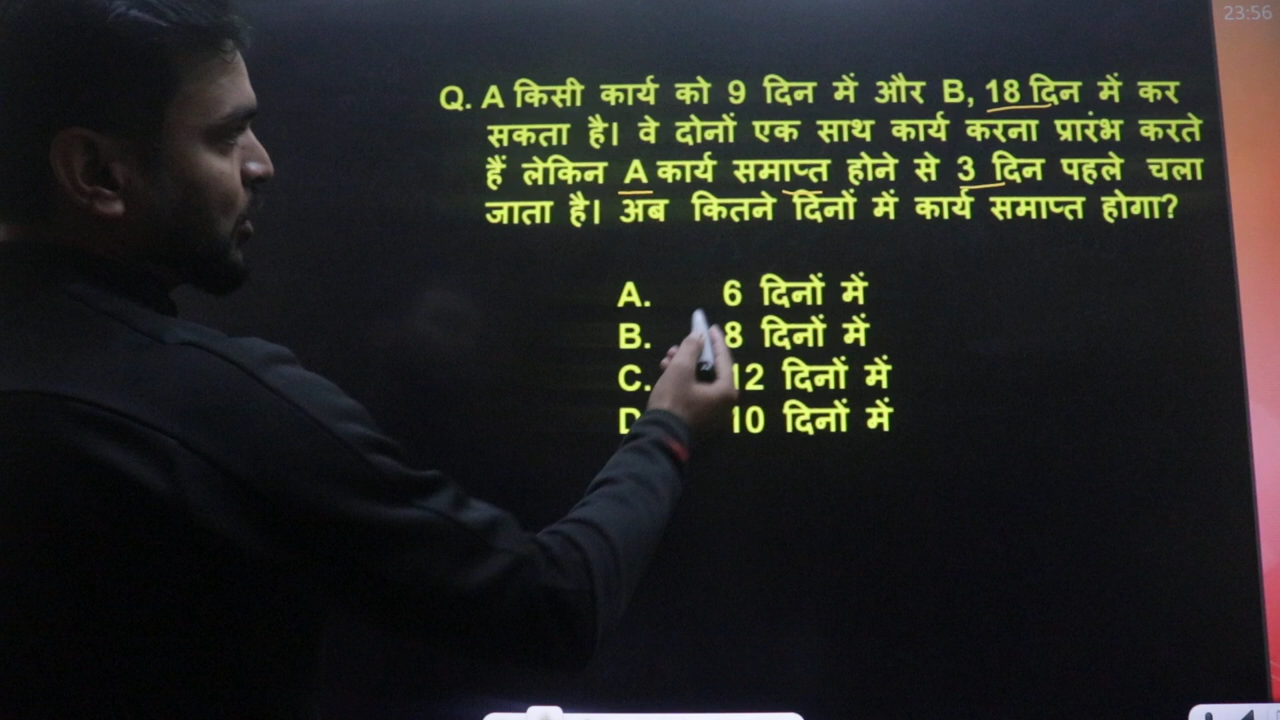 23:56
Q. A किसी कार्य को 9 दिन में और B, 18 दिन में कर
सकता है। वे दोनों एक साथ कार्य करना प्रारंभ करते
हैं लेकिन A कार्य समाप्त होने से 3 दिन पहले चला
जाता है। अब कितने दिनों में कार्य समाप्त होगा?
A. 6 दिनों में
B. 8 दिनों में
C. 12 दिनों में
D 10 दिनों में